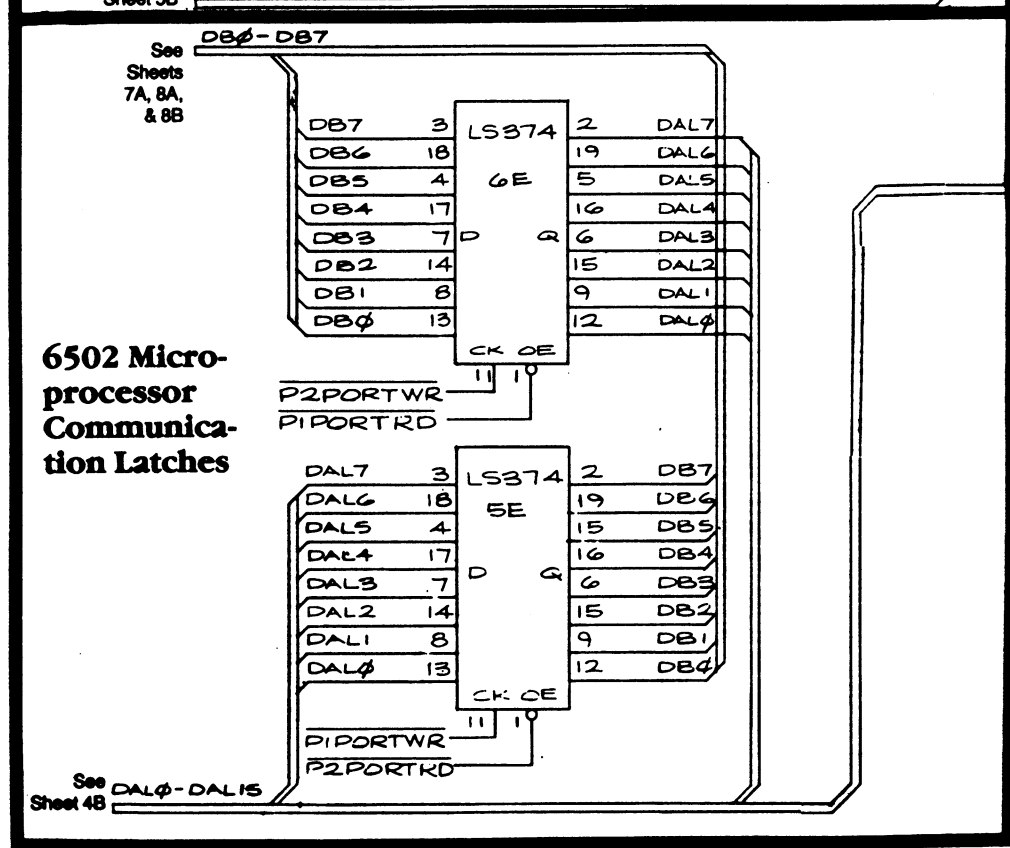 Sheet 5B
DBØ-DB7
See
Sheets
7A, 8A,
& 8B
DB7 3 LS374 2 DAL7
DB6 18 19 DAL6
DB5 4 6E 5 DAL5
DB4 17 16 DAL4
DB3 7 D Q 6 DAL3
DB2 14 15 DAL2
DB1 8 9 DAL1
DBØ 13 12 DALØ
CK OE
11 1
P2PORTWR
P1PORTRD
6502 Micro-
processor
Communica-
tion Latches
DAL7 3 LS374 2 DB7
DAL6 18 19 DB6
DAL5 4 5E 15 DB5
DAL4 17 16 DB4
DAL3 7 D Q 6 DB3
DAL2 14 15 DB2
DAL1 8 9 DB1
DALØ 13 12 DBØ
CK OE
11 1
P1PORTWR
P2PORTRD
See
Sheet 4B
DALØ-DAL15